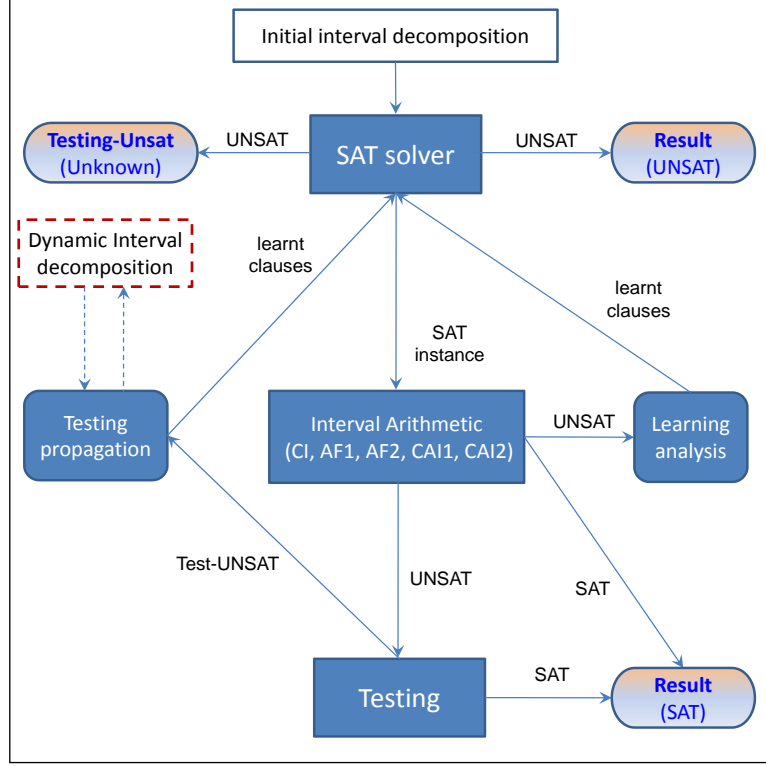 Initial interval decomposition
Testing-Unsat
(Unknown)
UNSAT
SAT solver
UNSAT
Result
(UNSAT)
Dynamic Interval
decomposition
learnt
clauses
learnt
clauses
SAT
instance
Testing
propagation
Interval Arithmetic
(CI, AF1, AF2, CAI1, CAI2)
UNSAT
Learning
analysis
Test-UNSAT
UNSAT
SAT
Testing
SAT
Result
(SAT)